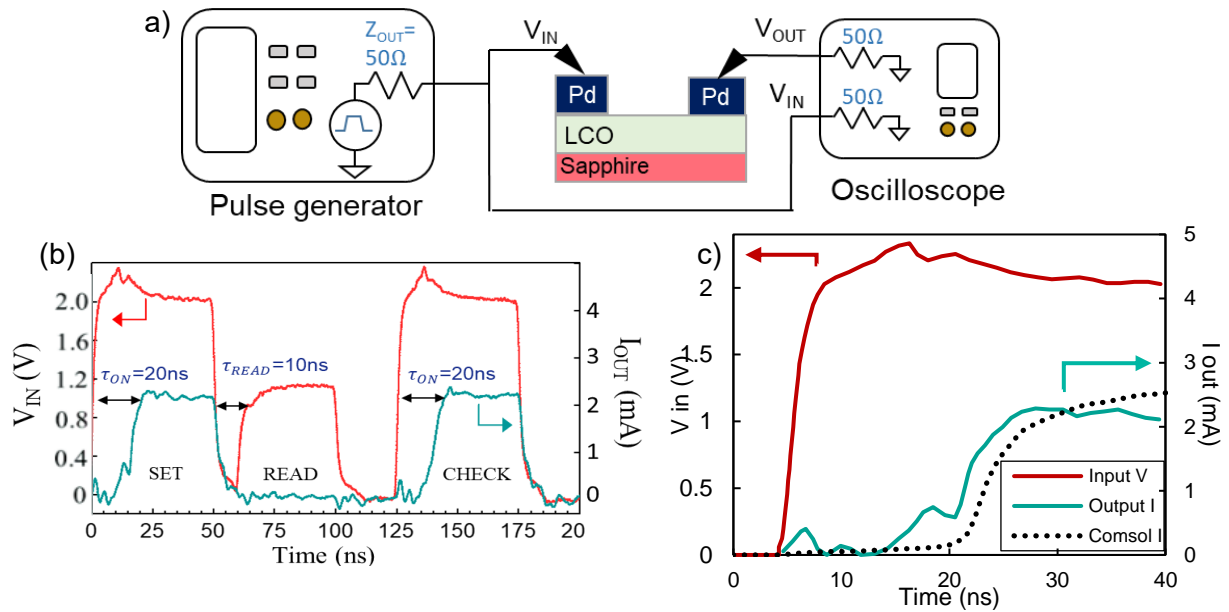 a)
Z_OUT=
50Ω
V_IN
V_OUT
50Ω
V_IN
50Ω
Pd
Pd
LCO
Sapphire
Pulse generator
Oscilloscope
(b)
V_IN (V)
2.0
1.6
1.2
0.8
0.4
0
τ_ON=20ns
τ_READ=10ns
τ_ON=20ns
SET
READ
CHECK
4
3
2
1
0
I_OUT (mA)
0
25
50
75
100
125
150
175
20
Time (ns)
c)
V in (V)
2
1.5
1
0.5
0
5
4
3
2
1
0
I out (mA)
Input V
Output I
Comsol I
0
10
20
30
40
Time (ns)